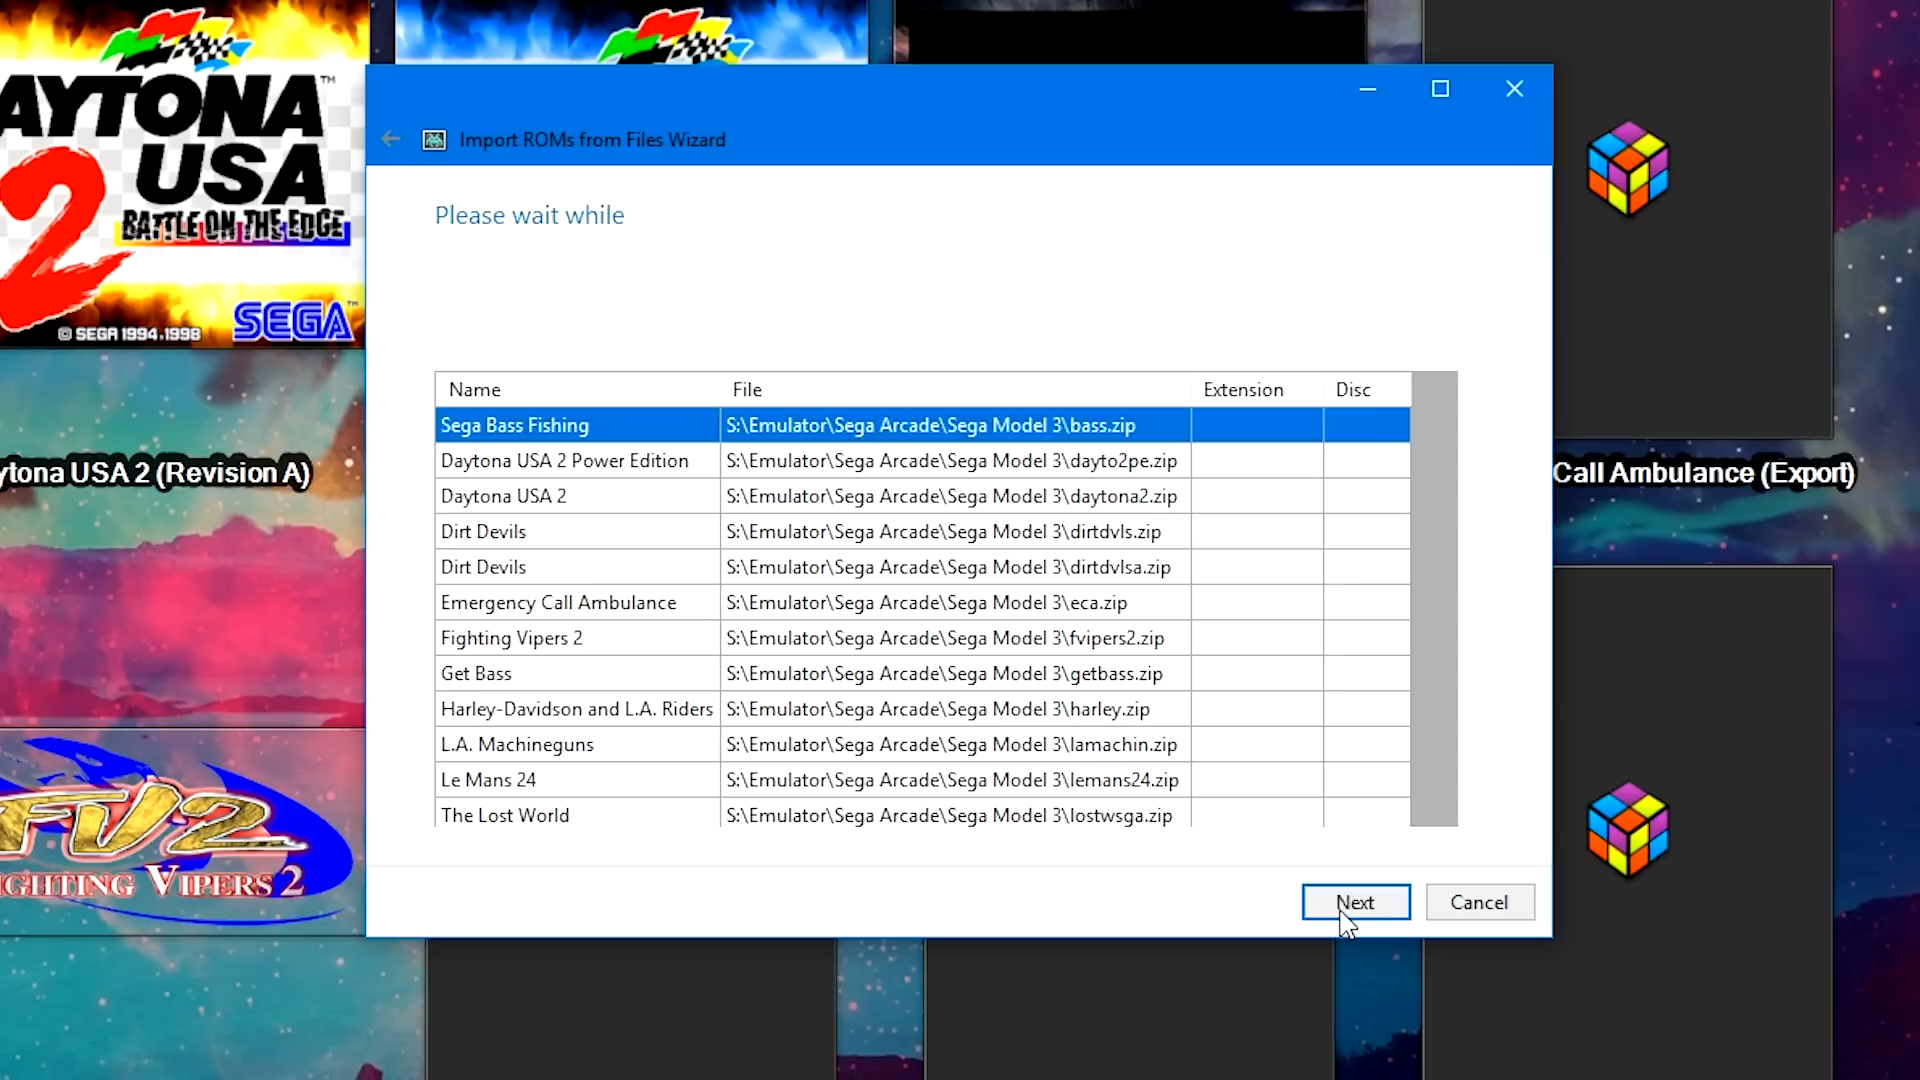 AYTONA™
USA
2
BATTLE ON THE EDGE
SEGA™
© SEGA 1994,1998
ytona USA 2 (Revision A)
FV2
IGHTING VIPERS 2
Import ROMs from Files Wizard
Please wait while
Name File Extension Disc
Sega Bass Fishing S:\Emulator\Sega Arcade\Sega Model 3\bass.zip
Daytona USA 2 Power Edition S:\Emulator\Sega Arcade\Sega Model 3\dayto2pe.zip
Daytona USA 2 S:\Emulator\Sega Arcade\Sega Model 3\daytona2.zip
Dirt Devils S:\Emulator\Sega Arcade\Sega Model 3\dirtdvls.zip
Dirt Devils S:\Emulator\Sega Arcade\Sega Model 3\dirtdvlsa.zip
Emergency Call Ambulance S:\Emulator\Sega Arcade\Sega Model 3\eca.zip
Fighting Vipers 2 S:\Emulator\Sega Arcade\Sega Model 3\fvipers2.zip
Get Bass S:\Emulator\Sega Arcade\Sega Model 3\getbass.zip
Harley-Davidson and L.A. Riders S:\Emulator\Sega Arcade\Sega Model 3\harley.zip
L.A. Machineguns S:\Emulator\Sega Arcade\Sega Model 3\lamachin.zip
Le Mans 24 S:\Emulator\Sega Arcade\Sega Model 3\lemans24.zip
The Lost World S:\Emulator\Sega Arcade\Sega Model 3\lostwsga.zip
Next Cancel
Call Ambulance (Export)